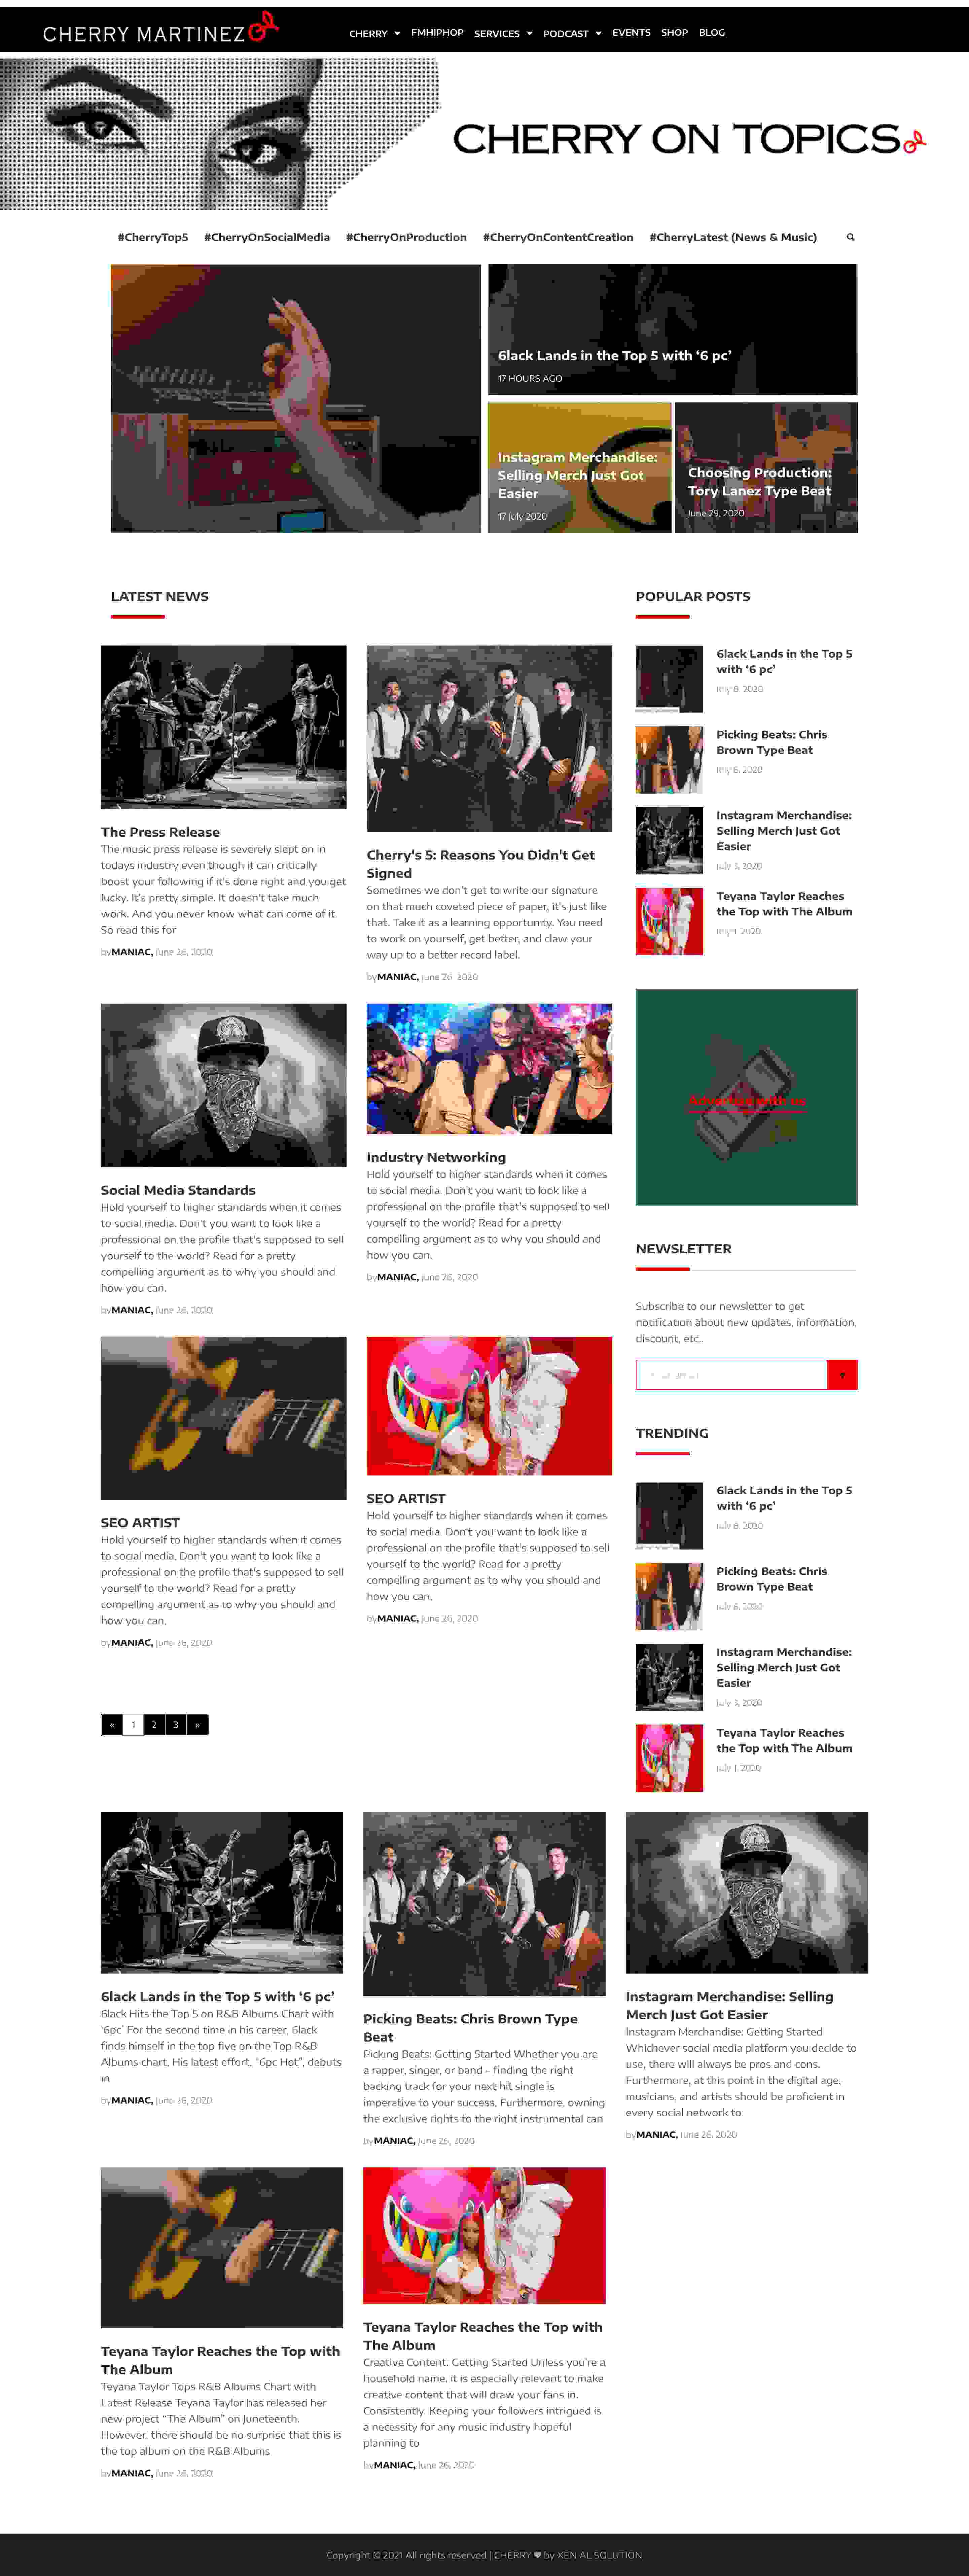 CHERRY MARTINEZ
CHERRY FMHIPHOP SERVICES PODCAST EVENTS SHOP BLOG
CHERRY ON TOPICS
#CherryTop5 #CherryOnSocialMedia #CherryOnProduction #CherryOnContentCreation #CherryLatest (News & Music)
6lack Lands in the Top 5 with ‘6 pc’
17 HOURS AGO
Instagram Merchandise:
Selling Merch Just Got
Easier
17 July 2020
Choosing Production:
Tory Lanez Type Beat
June 29, 2020
LATEST NEWS
The Press Release
The music press release is severely slept on in
todays industry even though it can critically
boost your following if it's done right and you get
lucky. It's pretty simple. It doesn't take much
work. And you never know what can come of it.
So read this for
byMANIAC, June 26, 2020
Cherry's 5: Reasons You Didn't Get
Signed
Sometimes we don't get to write our signature
on that much coveted piece of paper, it's just like
that. Take it as a learning opportunity. You need
to work on yourself, get better, and claw your
way up to a better record label.
byMANIAC, June 26, 2020
Social Media Standards
Hold yourself to higher standards when it comes
to social media. Don't you want to look like a
professional on the profile that's supposed to sell
yourself to the world? Read for a pretty
compelling argument as to why you should and
how you can.
byMANIAC, June 26, 2020
Industry Networking
Hold yourself to higher standards when it comes
to social media. Don't you want to look like a
professional on the profile that's supposed to sell
yourself to the world? Read for a pretty
compelling argument as to why you should and
how you can.
byMANIAC, June 26, 2020
SEO ARTIST
Hold yourself to higher standards when it comes
to social media. Don't you want to look like a
professional on the profile that's supposed to sell
yourself to the world? Read for a pretty
compelling argument as to why you should and
how you can.
byMANIAC, June 26, 2020
SEO ARTIST
Hold yourself to higher standards when it comes
to social media. Don't you want to look like a
professional on the profile that's supposed to sell
yourself to the world? Read for a pretty
compelling argument as to why you should and
how you can.
byMANIAC, June 26, 2020
« 1 2 3 »
POPULAR POSTS
6lack Lands in the Top 5
with ‘6 pc’
July 8, 2020
Picking Beats: Chris
Brown Type Beat
July 6, 2020
Instagram Merchandise:
Selling Merch Just Got
Easier
July 3, 2020
Teyana Taylor Reaches
the Top with The Album
July 1, 2020
Advertise with us
NEWSLETTER
Subscribe to our newsletter to get
notification about new updates, information,
discount, etc..
TRENDING
6lack Lands in the Top 5
with ‘6 pc’
July 8, 2020
Picking Beats: Chris
Brown Type Beat
July 6, 2020
Instagram Merchandise:
Selling Merch Just Got
Easier
July 3, 2020
Teyana Taylor Reaches
the Top with The Album
July 1, 2020
6lack Lands in the Top 5 with ‘6 pc’
6lack Hits the Top 5 on R&B Albums Chart with
‘6pc’ For the second time in his career, 6lack
finds himself in the top five on the Top R&B
Albums chart. His latest effort, “6pc Hot”, debuts
in
byMANIAC, June 26, 2020
Picking Beats: Chris Brown Type
Beat
Picking Beats: Getting Started Whether you are
a rapper, singer, or band – finding the right
backing track for your next hit single is
imperative to your success. Furthermore, owning
the exclusive rights to the right instrumental can
byMANIAC, June 26, 2020
Instagram Merchandise: Selling
Merch Just Got Easier
Instagram Merchandise: Getting Started
Whichever social media platform you decide to
use, there will always be pros and cons.
Furthermore, at this point in the digital age,
musicians, and artists should be proficient in
every social network to
byMANIAC, June 26, 2020
Teyana Taylor Reaches the Top with
The Album
Teyana Taylor Tops R&B Albums Chart with
Latest Release Teyana Taylor has released her
new project “The Album” on Juneteenth.
However, there should be no surprise that this is
the top album on the R&B Albums
byMANIAC, June 26, 2020
Teyana Taylor Reaches the Top with
The Album
Creative Content: Getting Started Unless you're a
household name, it is especially relevant to make
creative content that will draw your fans in.
Consistently. Keeping your followers intrigued is
a necessity for any music industry hopeful
planning to
byMANIAC, June 26, 2020
Copyright © 2021 All rights reserved | CHERRY ❤ by XENIAL SOLUTION